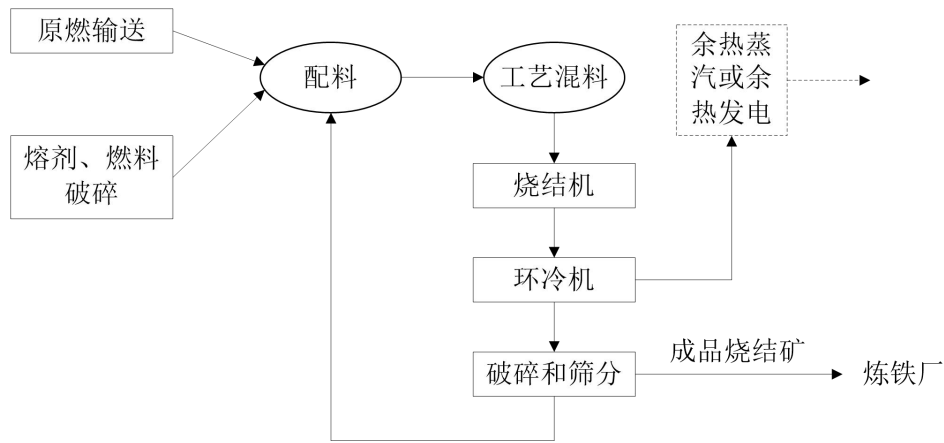 原燃输送
熔剂、燃料
破碎
配料
工艺混料
余热蒸
汽或余
热发电
烧结机
环冷机
破碎和筛分
成品烧结矿
炼铁厂